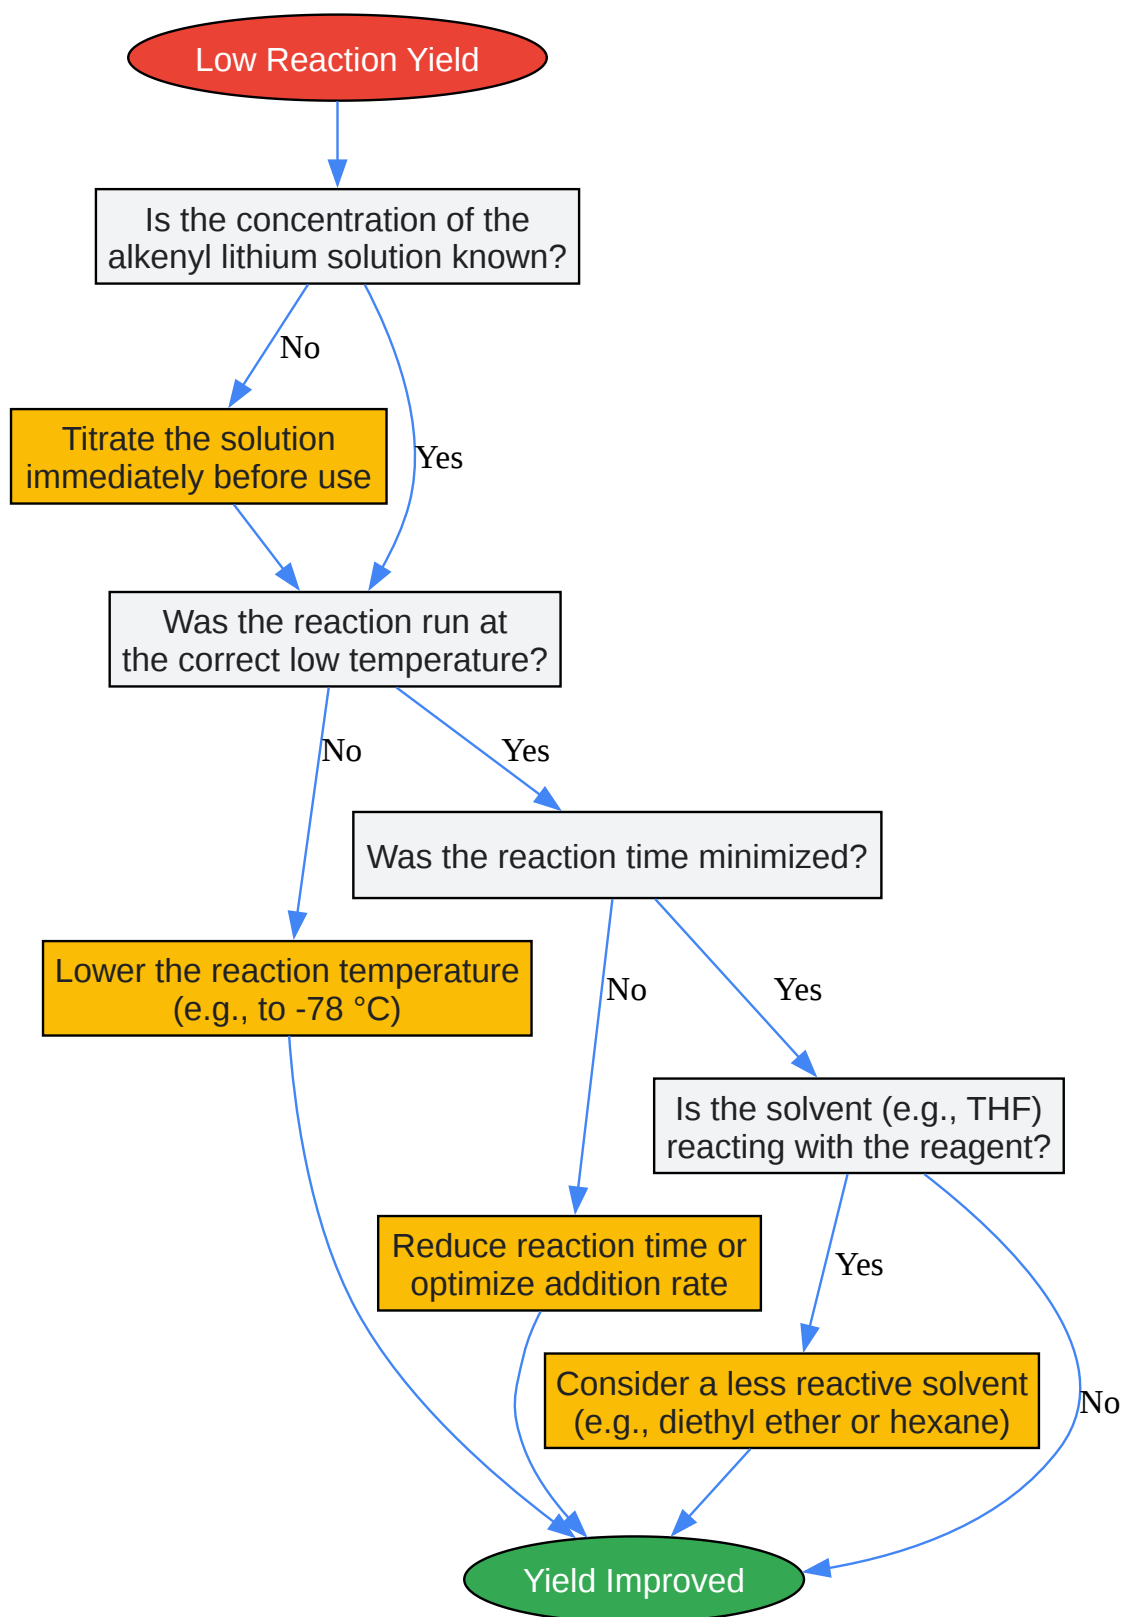 Low Reaction Yield
Is the concentration of the
alkenyl lithium solution known?
No
Yes
Titrate the solution
immediately before use
Was the reaction run at
the correct low temperature?
No
Yes
Was the reaction time minimized?
Lower the reaction temperature
(e.g., to -78 °C)
No
Yes
Is the solvent (e.g., THF)
reacting with the reagent?
Reduce reaction time or
optimize addition rate
Yes
Consider a less reactive solvent
(e.g., diethyl ether or hexane)
No
Yield Improved